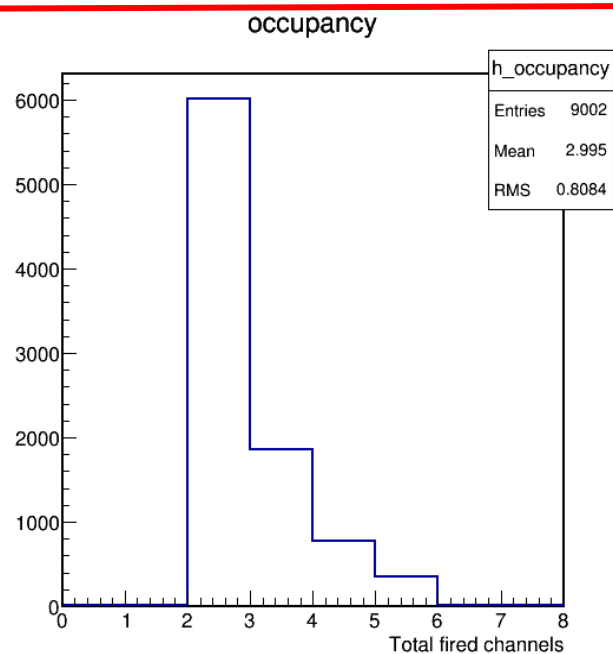 occupancy
h_occupancy
Entries 9002
Mean 2.995
RMS 0.8084
6000
5000
4000
3000
2000
1000
0
0 1 2 3 4 5 6 7 8
Total fired channels